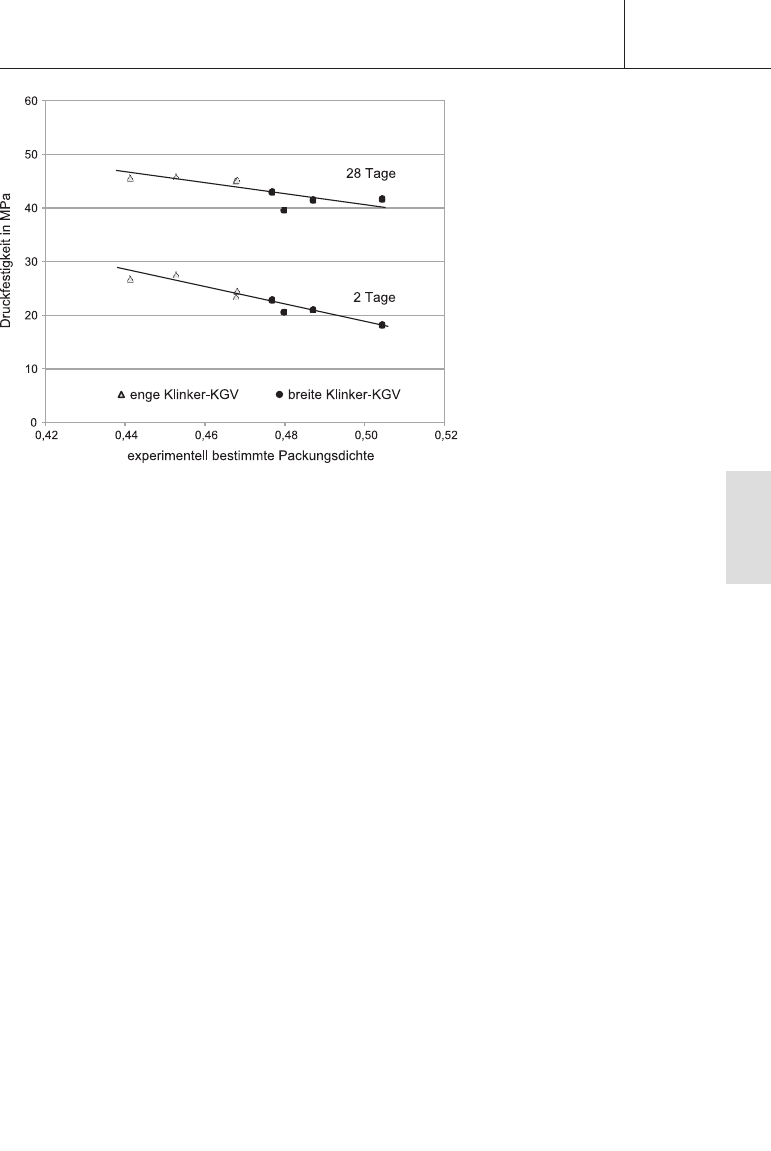 60
50
28 Tage
40
Druckfestigkeit in MPa
30
2 Tage
20
10
enge Klinker-KGV
breite Klinker-KGV
0
0,42
0,44
0,46
0,48
0,50
0,52
experimentell bestimmte Packungsdichte